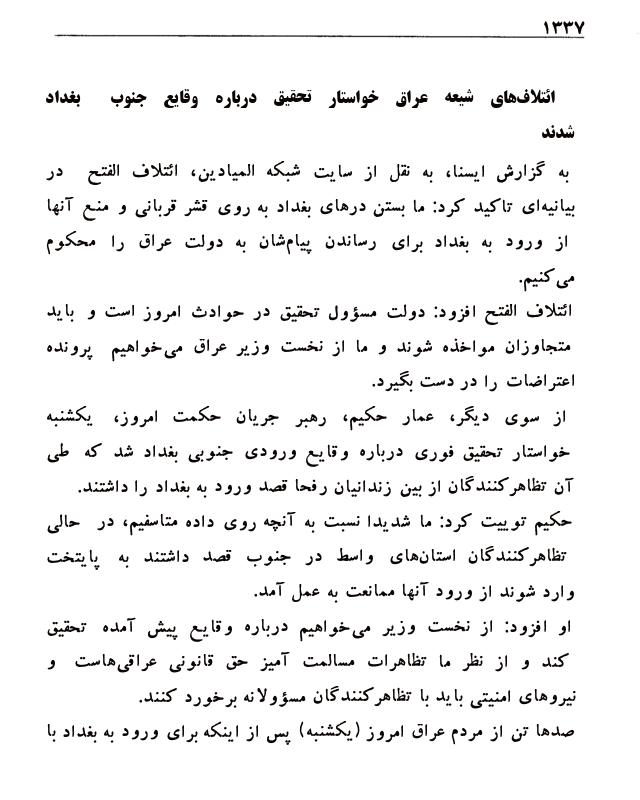 ۱۳۳۷
ائتلاف‌های شیعه عراق خواستار تحقیق درباره وقایع جنوب بغداد
شدند
به گزارش ایسنا، به نقل از سایت شبکه المیادین، ائتلاف الفتح در
بیانیه‌ای تاکید کرد: ما بستن درهای بغداد به روی قشر قربانی و منع آنها
از ورود به بغداد برای رساندن پیام‌شان به دولت عراق را محکوم
می‌کنیم.
ائتلاف الفتح افزود: دولت مسؤول تحقیق در حوادث امروز است و باید
متجاوزان مواخذه شوند و ما از نخست وزیر عراق می‌خواهیم پرونده
اعتراضات را در دست بگیرد.
از سوی دیگر، عمار حکیم، رهبر جریان حکمت امروز، یکشنبه
خواستار تحقیق فوری درباره وقایع ورودی جنوبی بغداد شد که طی
آن تظاهرکنندگان از بین زندانیان رفحا قصد ورود به بغداد را داشتند.
حکیم توییت کرد: ما شدیدا نسبت به آنچه روی داده متاسفیم، در حالی
تظاهرکنندگان استان‌های واسط در جنوب قصد داشتند به پایتخت
وارد شوند از ورود آنها ممانعت به عمل آمد.
او افزود: از نخست وزیر می‌خواهیم درباره وقایع پیش آمده تحقیق
کند و از نظر ما تظاهرات مسالمت آمیز حق قانونی عراقی‌هاست و
نیروهای امنیتی باید با تظاهرکنندگان مسؤولانه برخورد کنند.
صدها تن از مردم عراق امروز (یکشنبه) پس از اینکه برای ورود به بغداد با